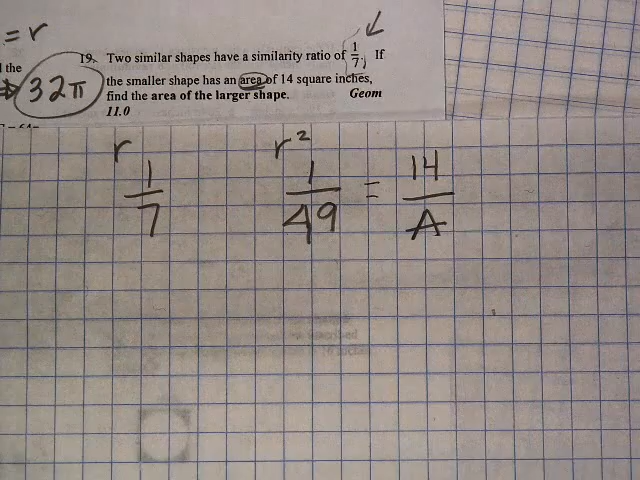 = r
19. Two similar shapes have a similarity ratio of 1/7; If
the
the smaller shape has an area of 14 square inches,
32π
find the area of the larger shape. Geom
11.0
r r²
1/7 1/49 = 14/A